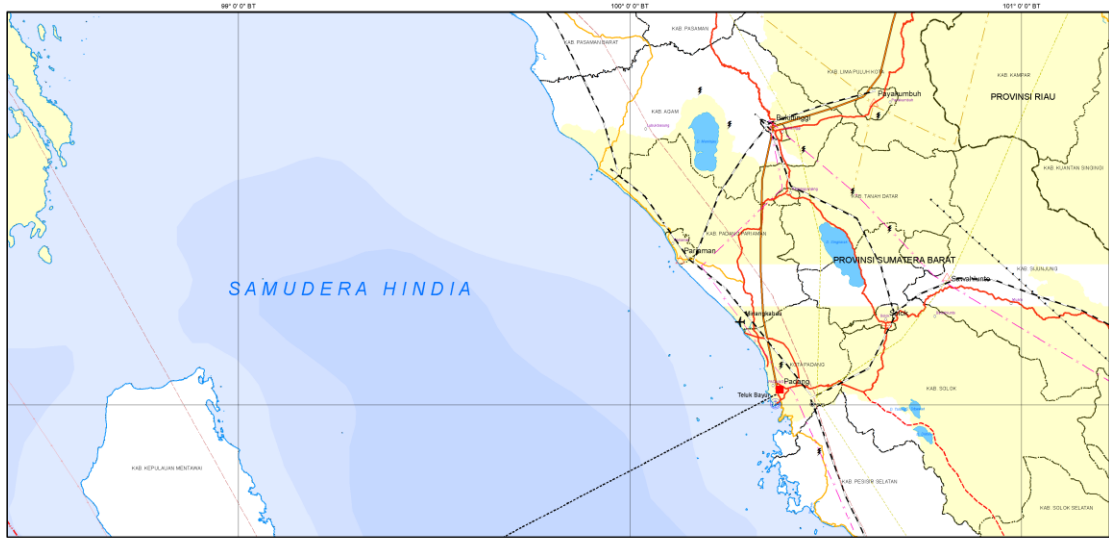 99° 0' 0" BT
100° 0' 0" BT
101° 0' 0" BT
KAB. PASAMAN
KAB. PASAMAN BARAT
KAB. LIMA PULUH KOTA
KAB. KAMPAR
Payakumbuh
PROVINSI RIAU
KAB. AGAM
Bukittinggi
KAB. KUANTAN SINGINGI
KAB. TANAH DATAR
KAB. PADANG PARIAMAN
Pariaman
PROVINSI SUMATERA BARAT
KAB. SIJUNJUNG
Sawahlunto
SAMUDERA HINDIA
Minangkabau
Solok
KOTA PADANG
Padang
Teluk Bayur
KAB. SOLOK
KAB. KEPULAUAN MENTAWAI
KAB. PESISIR SELATAN
KAB. SOLOK SELATAN